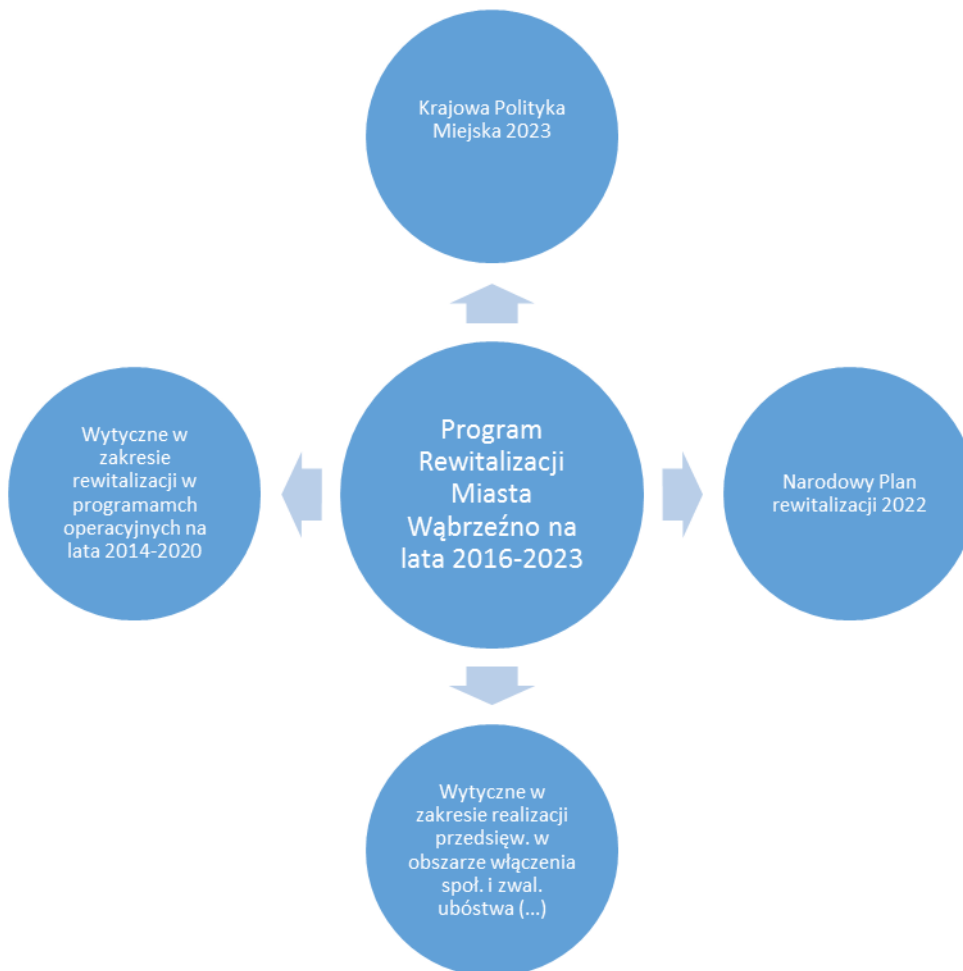 Krajowa Polityka
Miejska 2023
Wytyczne w
zakresie
rewitalizacji w
programamch
operacyjnych na
lata 2014-2020
Program
Rewitalizacji
Miasta
Wąbrzeźno na
lata 2016-2023
Narodowy Plan
rewitalizacji 2022
Wytyczne w
zakresie realizacji
przedsięw. w
obszarze włączenia
społ. i zwal.
ubóstwa (...)